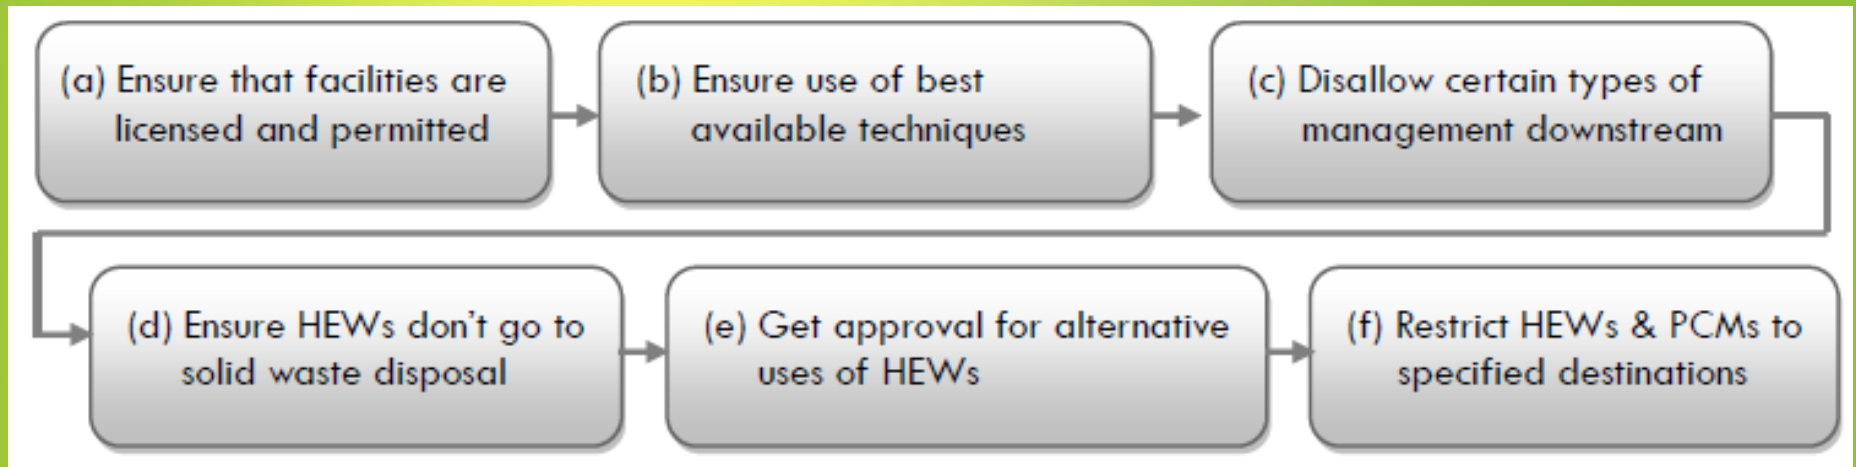 (a) Ensure that facilities are
licensed and permitted
(b) Ensure use of best
available techniques
(c) Disallow certain types of
management downstream
(d) Ensure HEWs don't go to
solid waste disposal
(e) Get approval for alternative
uses of HEWs
(f) Restrict HEWs & PCMs to
specified destinations